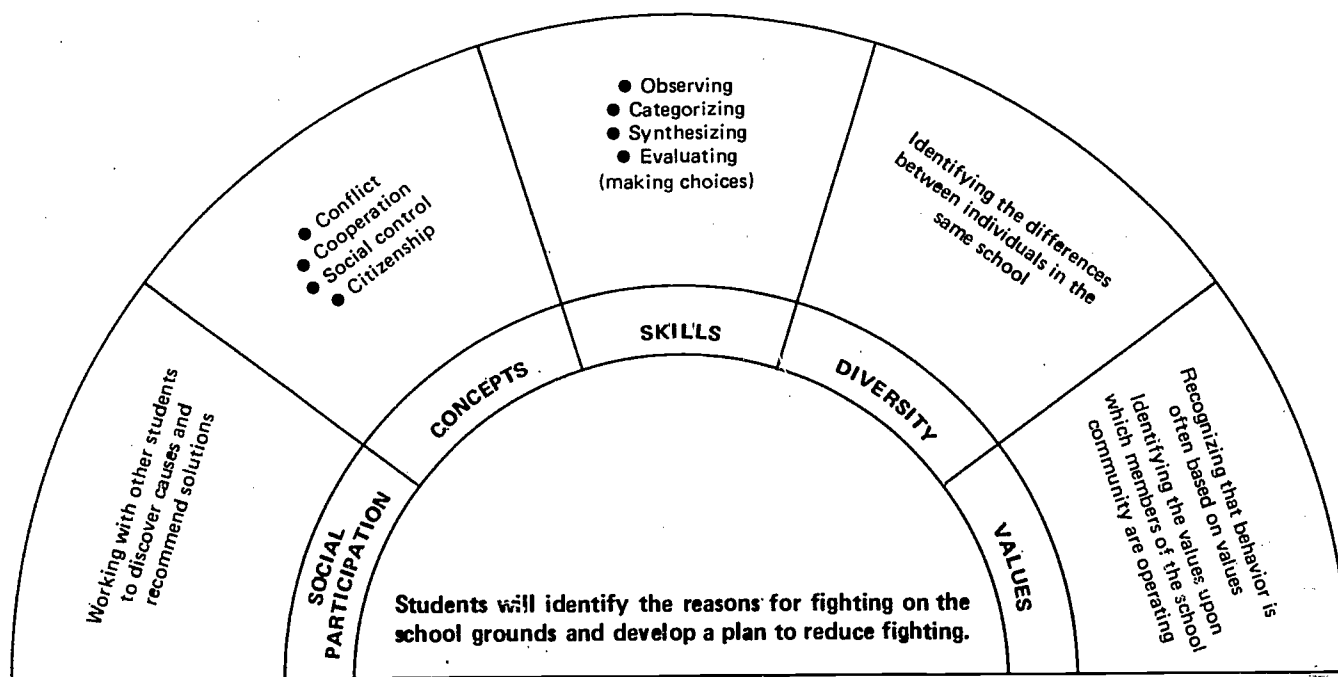 Working with other students
to discover causes and
recommend solutions
SOCIAL
PARTICIPATION
● Conflict
● Cooperation
● Social control
● Citizenship
CONCEPTS
● Observing
● Categorizing
● Synthesizing
● Evaluating
(making choices)
SKILLS
Identifying the differences
between individuals in the
same school
DIVERSITY
Recognizing that behavior is
often based on values
Identifying the values upon
which members of the school
community are operating
VALUES
Students will identify the reasons for fighting on the
school grounds and develop a plan to reduce fighting.